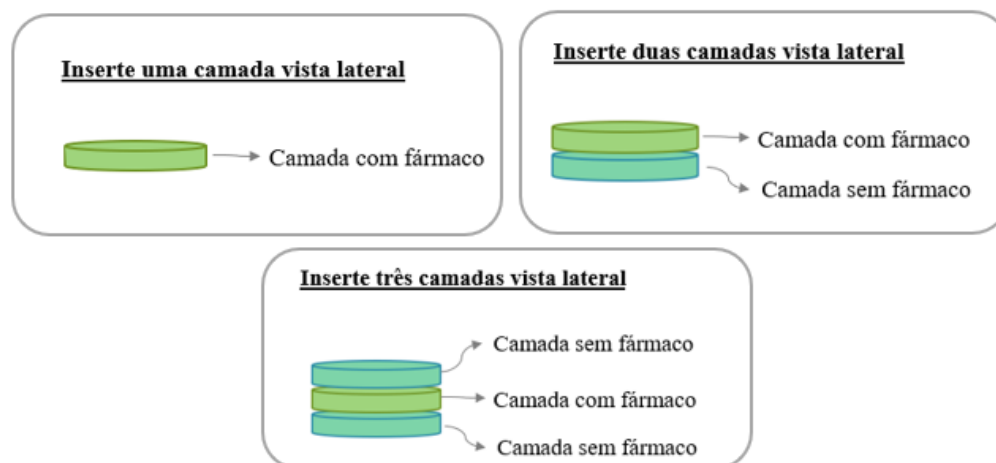 Inserte uma camada vista lateral
Camada com fármaco
Inserte duas camadas vista lateral
Camada com fármaco
Camada sem fármaco
Inserte três camadas vista lateral
Camada sem fármaco
Camada com fármaco
Camada sem fármaco